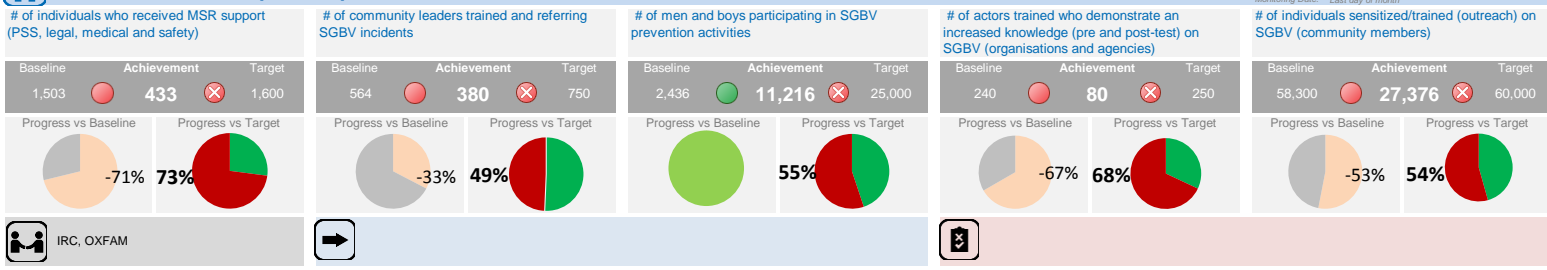 Monitoring Date: Last day of month
# of individuals who received MSR support
(PSS, legal, medical and safety)
Baseline Achievement Target
1,503 433 1,600
Progress vs Baseline Progress vs Target
-71% 73%
# of community leaders trained and referring
SGBV incidents
Baseline Achievement Target
564 380 750
Progress vs Baseline Progress vs Target
-33% 49%
# of men and boys participating in SGBV
prevention activities
Baseline Achievement Target
2,436 11,216 25,000
Progress vs Baseline Progress vs Target
55%
# of actors trained who demonstrate an
increased knowledge (pre and post-test) on
SGBV (organisations and agencies)
Baseline Achievement Target
240 80 250
Progress vs Baseline Progress vs Target
-67% 68%
# of individuals sensitized/trained (outreach) on
SGBV (community members)
Baseline Achievement Target
58,300 27,376 60,000
Progress vs Baseline Progress vs Target
-53% 54%
IRC, OXFAM